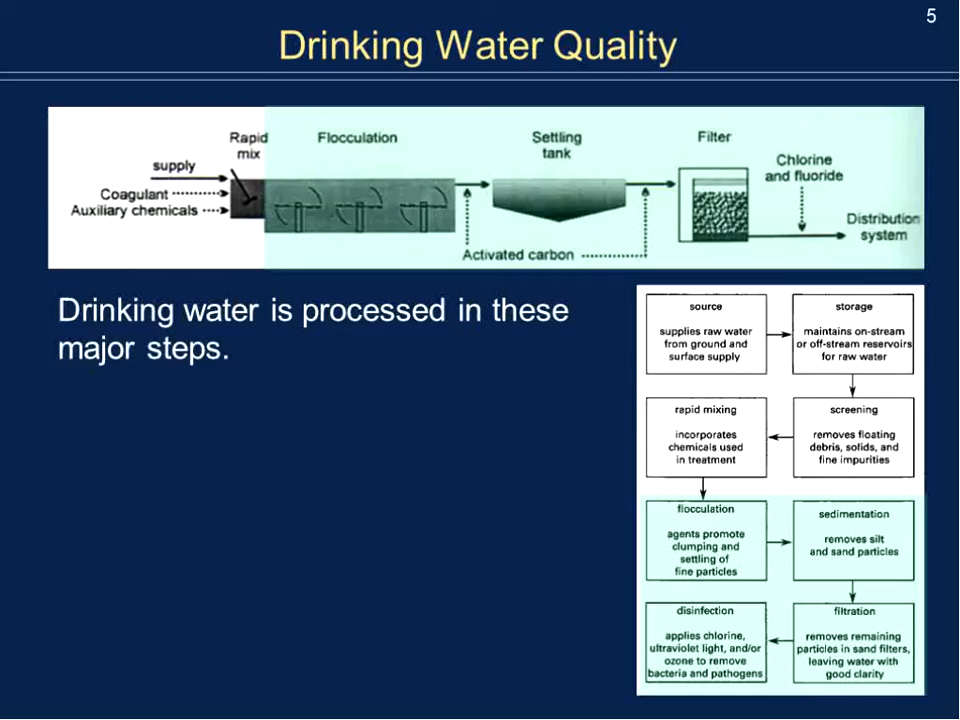 5
Drinking Water Quality
Rapid
mix
Flocculation
Settling
tank
Filter
Chlorine
and fluoride
supply
Coagulant
Auxiliary chemicals
Activated carbon
Distribution
system
Drinking water is processed in these
major steps.
source
supplies raw water
from ground and
surface supply
storage
maintains on-stream
or off-stream reservoirs
for raw water
rapid mixing
incorporates
chemicals used
in treatment
screening
removes floating
debris, solids, and
fine impurities
flocculation
agents promote
clumping and
settling of
fine particles
sedimentation
removes silt
and sand particles
disinfection
applies chlorine,
ultraviolet light, and/or
ozone to remove
bacteria and pathogens
filtration
removes remaining
particles in sand filters,
leaving water with
good clarity